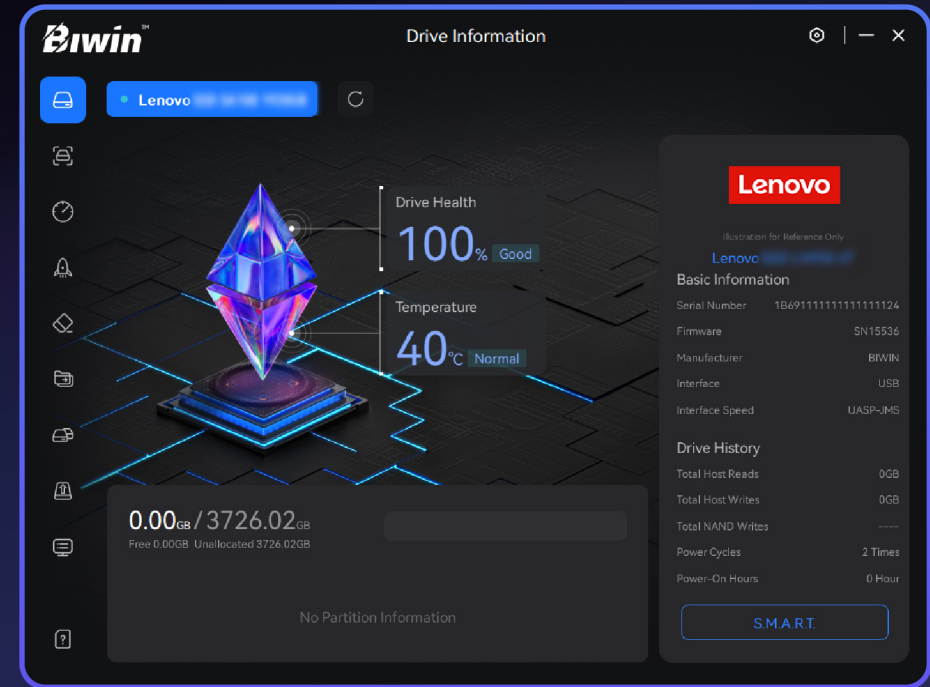 Biwin™
Drive Information
Lenovo
Drive Health
100% Good
Temperature
40°C Normal
0.00GB/3726.02GB
Free 0.00GB Unallocated 3726.02GB
No Partition Information
Lenovo
Illustration for Reference Only
Lenovo
Basic Information
Serial Number 1B691111111111111124
Firmware SN15536
Manufacturer BIWIN
Interface USB
Interface Speed UASP-JMS
Drive History
Total Host Reads 0GB
Total Host Writes 0GB
Total NAND Writes ----
Power Cycles 2 Times
Power-On Hours 0 Hour
S.M.A.R.T.